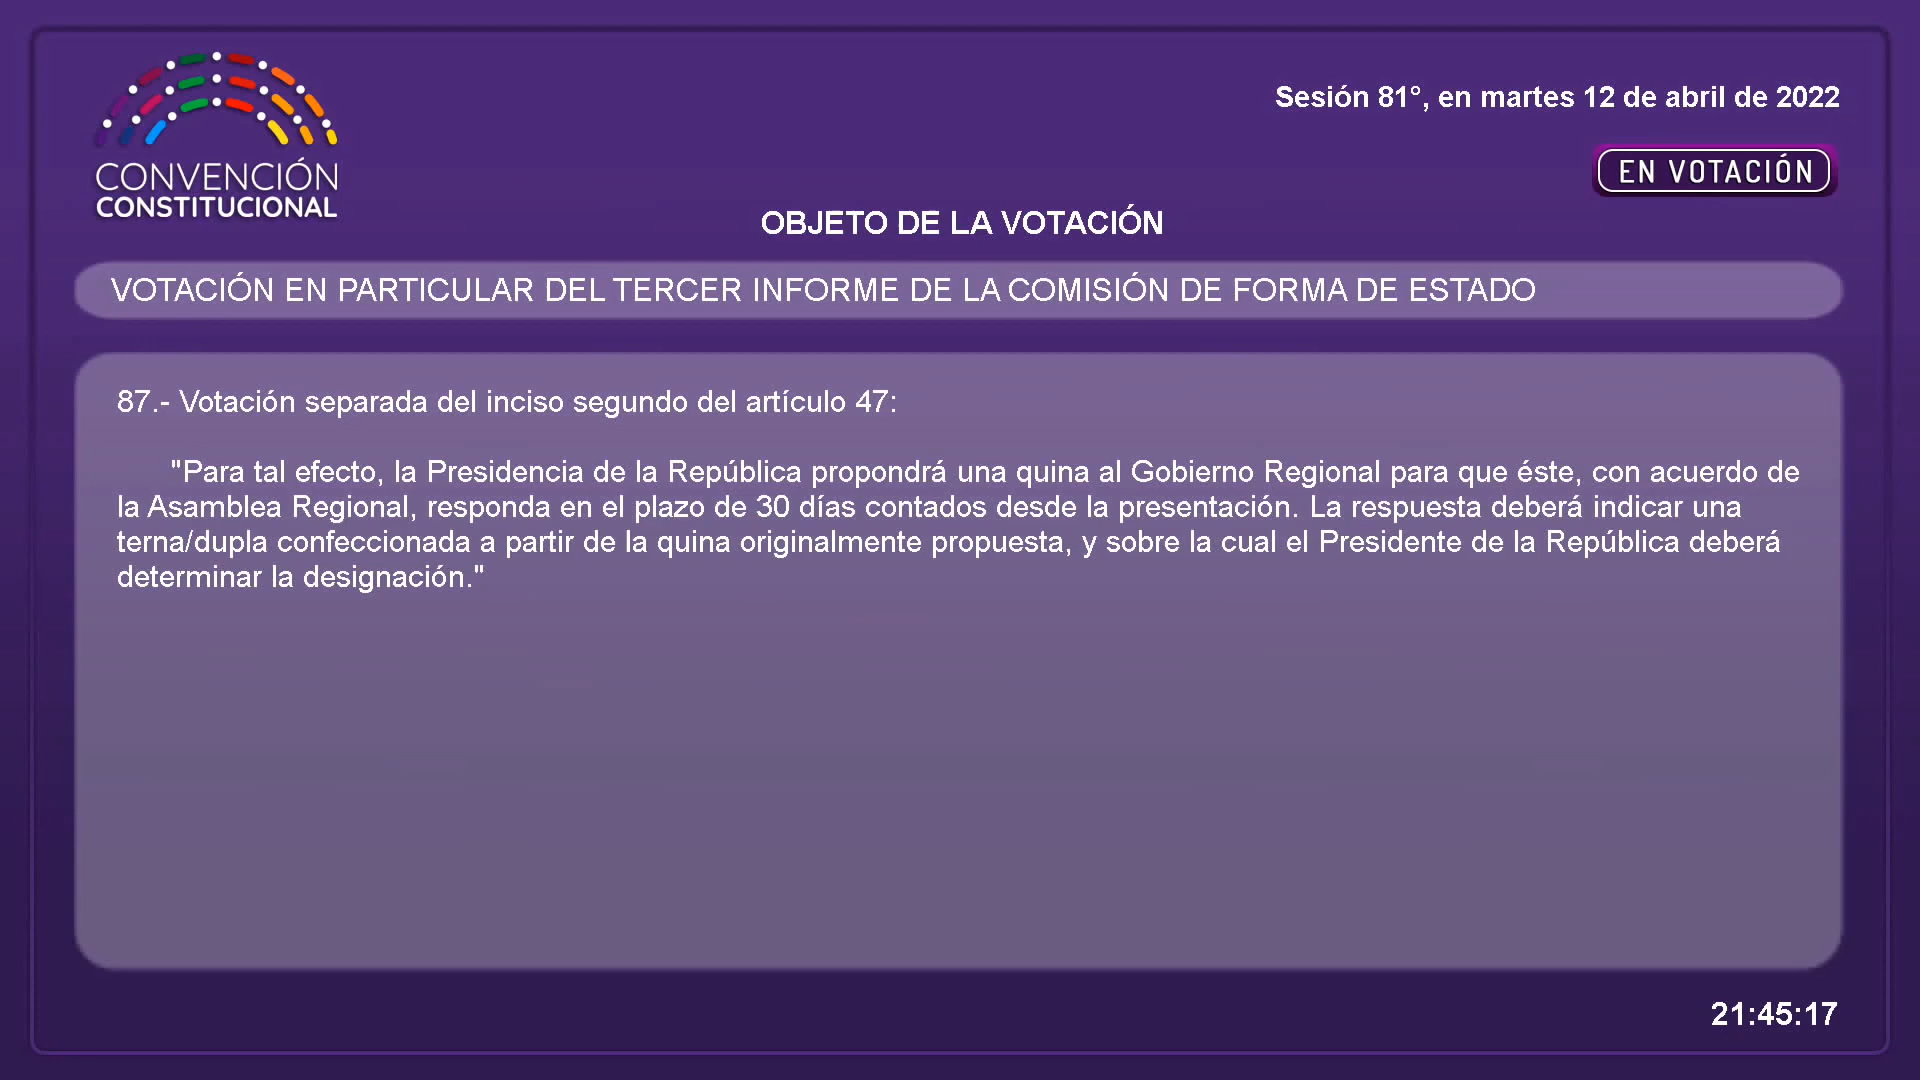 CONVENCIÓN
CONSTITUCIONAL
Sesión 81°, en martes 12 de abril de 2022
EN VOTACIÓN
OBJETO DE LA VOTACIÓN
VOTACIÓN EN PARTICULAR DEL TERCER INFORME DE LA COMISIÓN DE FORMA DE ESTADO
87.- Votación separada del inciso segundo del artículo 47:
"Para tal efecto, la Presidencia de la República propondrá una quina al Gobierno Regional para que éste, con acuerdo de
la Asamblea Regional, responda en el plazo de 30 días contados desde la presentación. La respuesta deberá indicar una
terna/dupla confeccionada a partir de la quina originalmente propuesta, y sobre la cual el Presidente de la República deberá
determinar la designación."
21:45:17